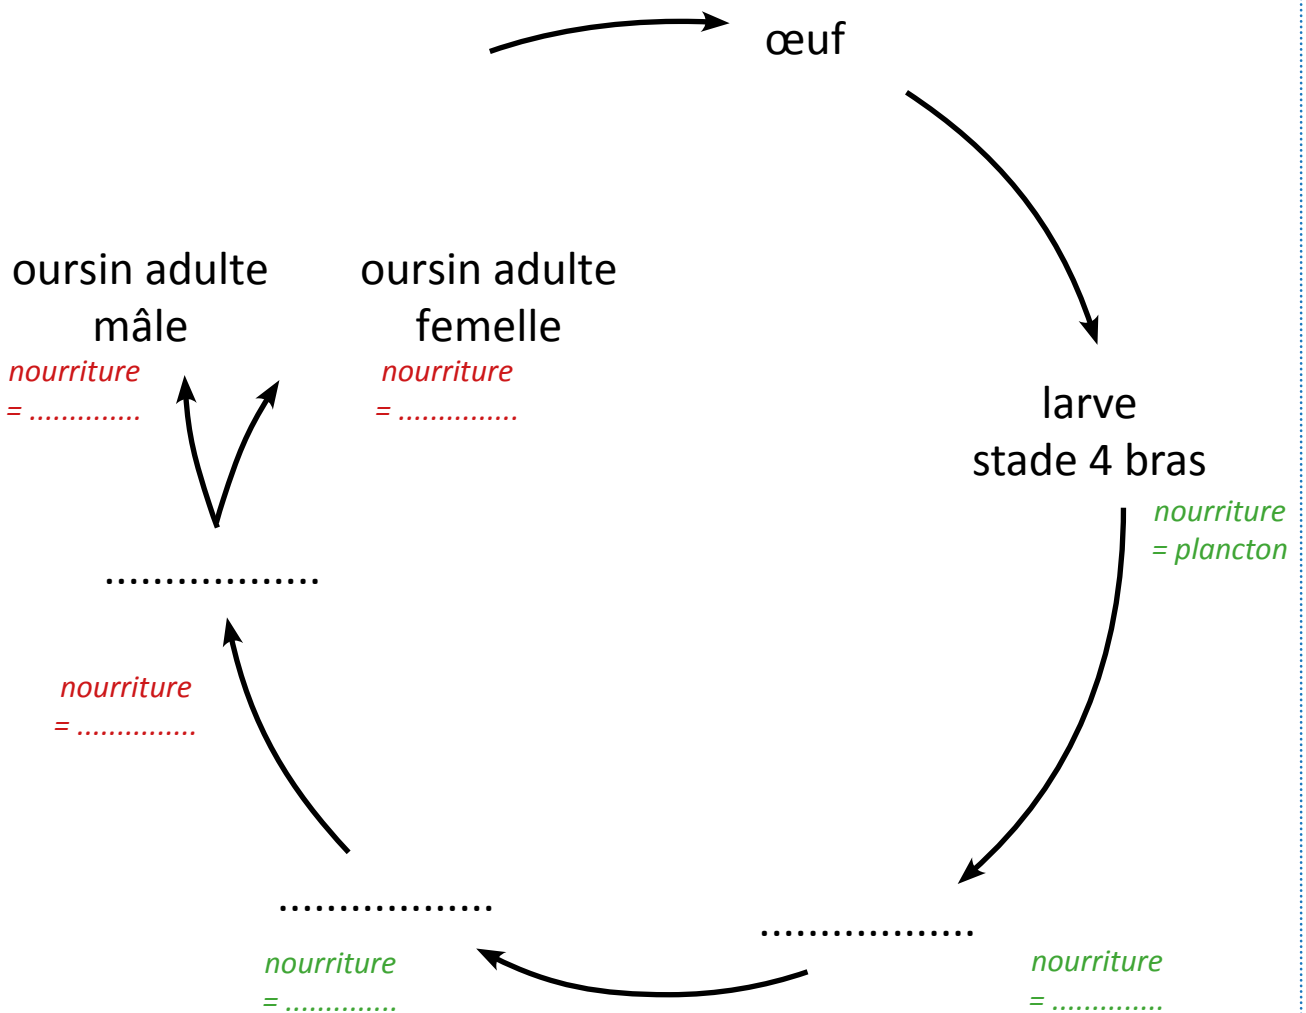 œuf
oursin adulte
mâle
nourriture
= ..............
oursin adulte
femelle
nourriture
= ...............
larve
stade 4 bras
nourriture
= plancton
..................
nourriture
= ...............
..................
nourriture
= ..............
..................
nourriture
= ..............